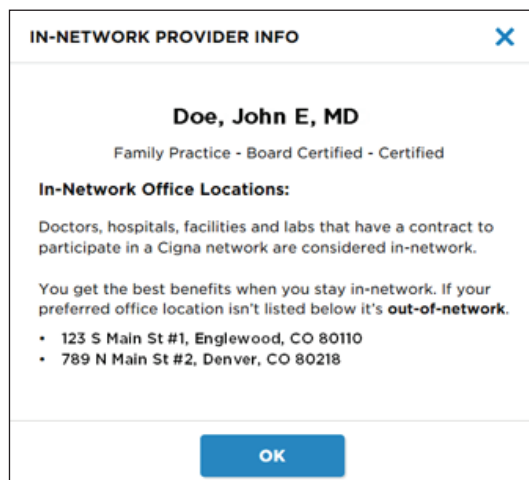 IN-NETWORK PROVIDER INFO
Doe, John E, MD
Family Practice - Board Certified - Certified
In-Network Office Locations:
Doctors, hospitals, facilities and labs that have a contract to
participate in a Cigna network are considered in-network.
You get the best benefits when you stay in-network. If your
preferred office location isn't listed below it's out-of-network.
• 123 S Main St #1, Englewood, CO 80110
• 789 N Main St #2, Denver, CO 80218
OK